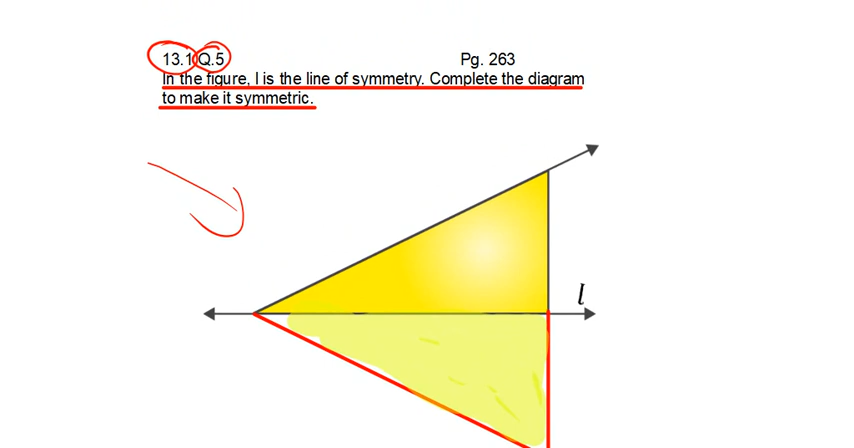 13.1 Q.5 Pg. 263
In the figure, l is the line of symmetry. Complete the diagram
to make it symmetric.
l